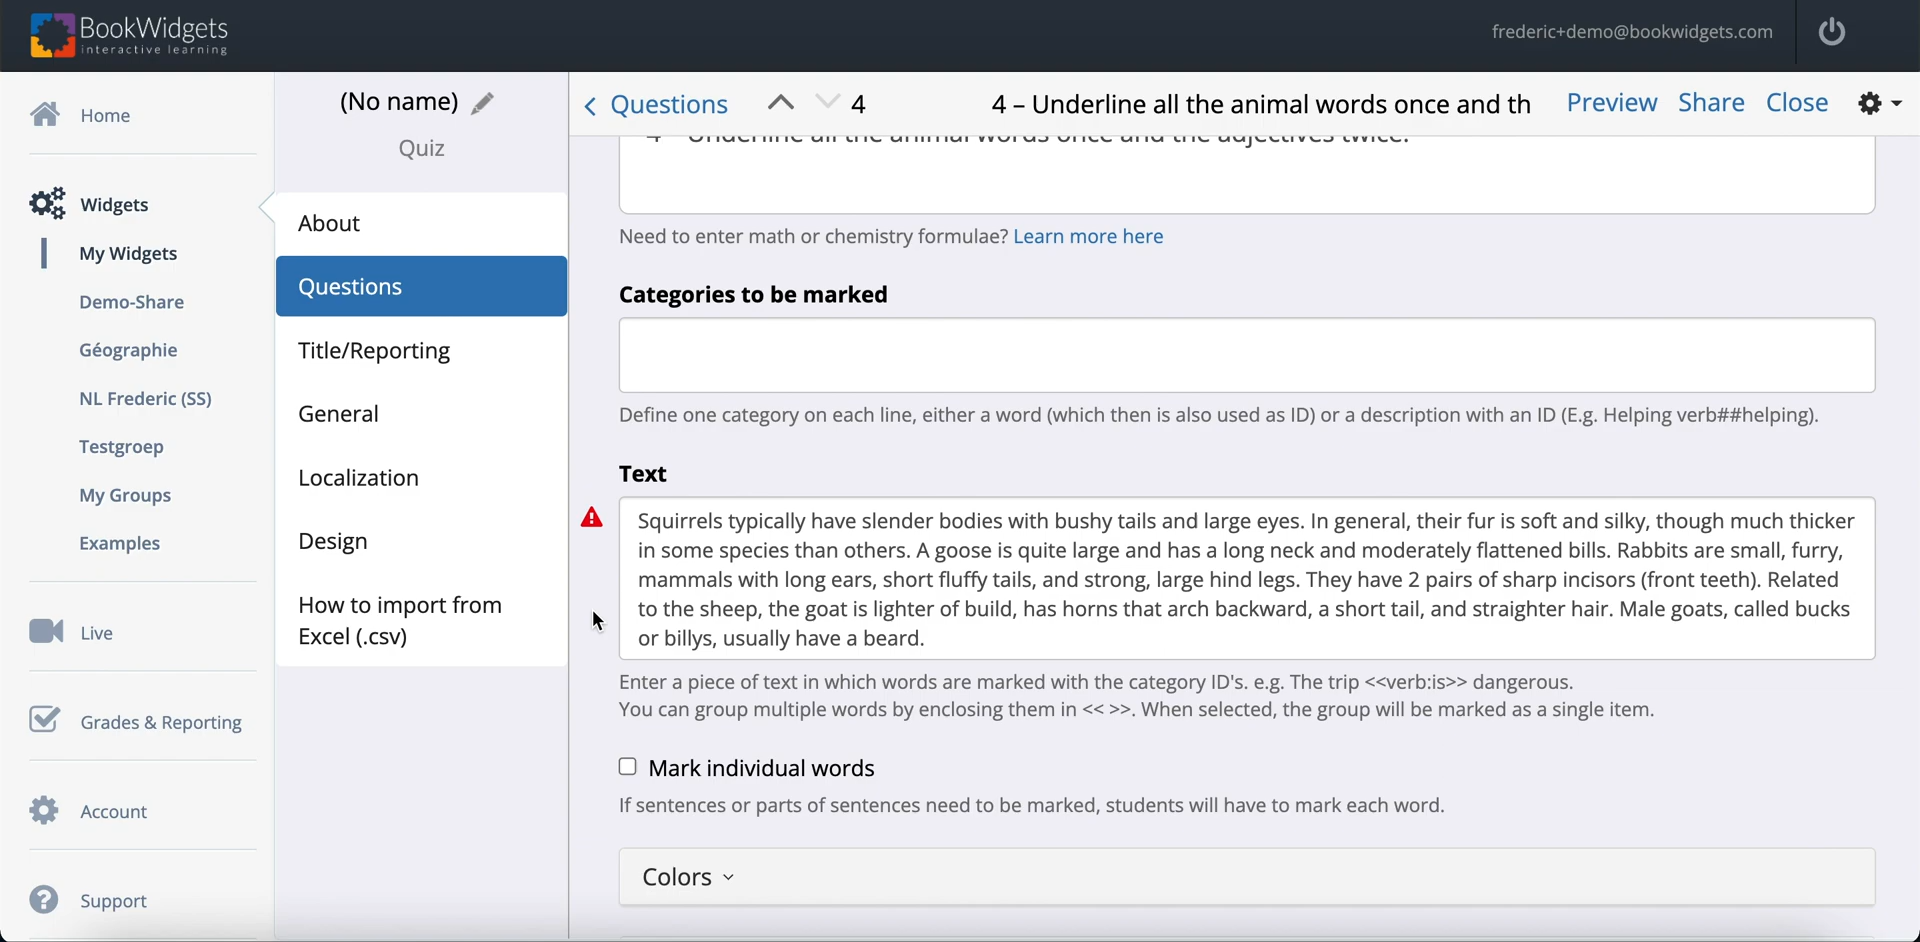 BookWidgets
interactive learning
frederic+demo@bookwidgets.com
Home
Widgets
My Widgets
Demo-Share
Géographie
NL Frederic (SS)
Testgroep
My Groups
Examples
Live
Grades & Reporting
Account
Support
(No name)
Quiz
About
Questions
Title/Reporting
General
Localization
Design
How to import from
Excel (.csv)
Questions
4
4 – Underline all the animal words once and th
Preview
Share
Close
4 – Underline all the animal words once and the adjectives twice.
Need to enter math or chemistry formulae? Learn more here
Categories to be marked
Define one category on each line, either a word (which then is also used as ID) or a description with an ID (E.g. Helping verb##helping).
Text
Squirrels typically have slender bodies with bushy tails and large eyes. In general, their fur is soft and silky, though much thicker
in some species than others. A goose is quite large and has a long neck and moderately flattened bills. Rabbits are small, furry,
mammals with long ears, short fluffy tails, and strong, large hind legs. They have 2 pairs of sharp incisors (front teeth). Related
to the sheep, the goat is lighter of build, has horns that arch backward, a short tail, and straighter hair. Male goats, called bucks
or billys, usually have a beard.
Enter a piece of text in which words are marked with the category ID's. e.g. The trip <<verb:is>> dangerous.
You can group multiple words by enclosing them in << >>. When selected, the group will be marked as a single item.
Mark individual words
If sentences or parts of sentences need to be marked, students will have to mark each word.
Colors